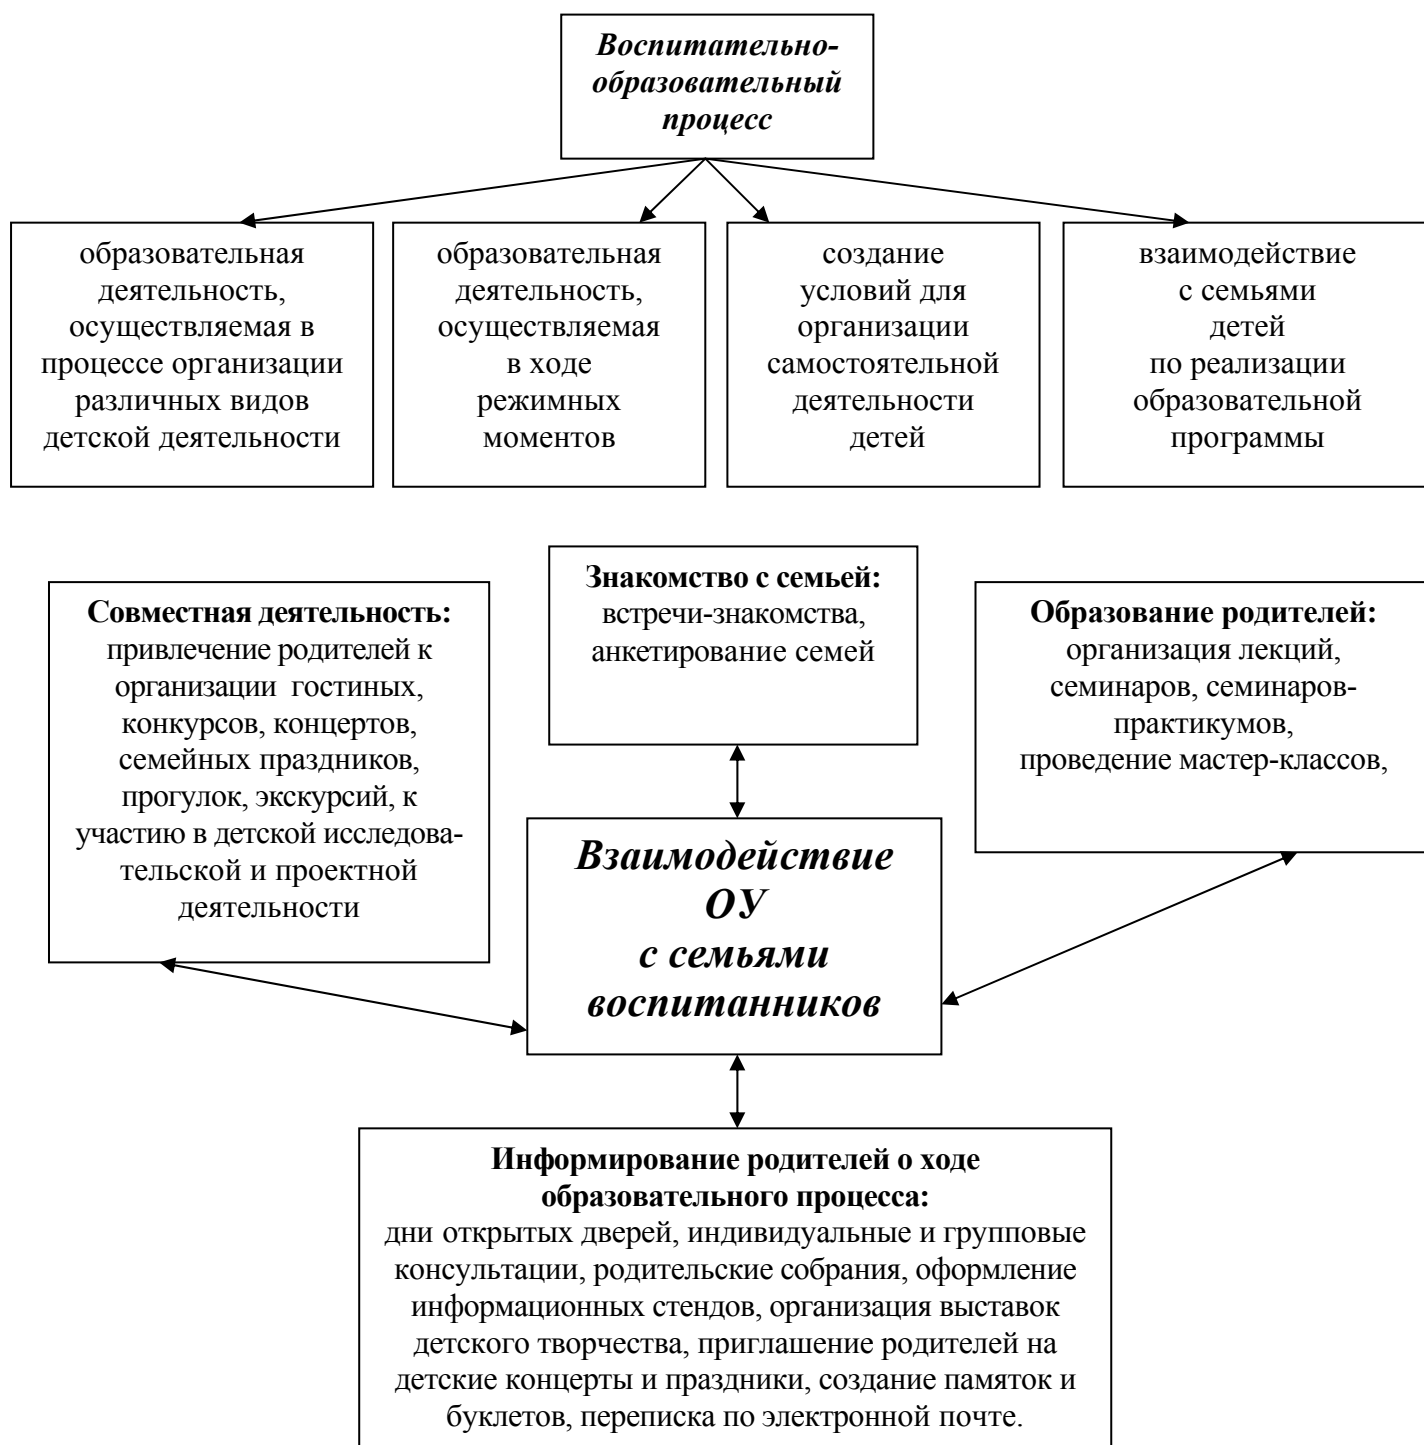 Воспитательно-
образовательный
процесс
образовательная
деятельность,
осуществляемая в
процессе организации
различных видов
детской деятельности
образовательная
деятельность,
осуществляемая
в ходе
режимных
моментов
создание
условий для
организации
самостоятельной
деятельности
детей
взаимодействие
с семьями
детей
по реализации
образовательной
программы
Совместная деятельность:
привлечение родителей к
организации гостиных,
конкурсов, концертов,
семейных праздников,
прогулок, экскурсий, к
участию в детской исследова-
тельской и проектной
деятельности
Знакомство с семьей:
встречи-знакомства,
анкетирование семей
Образование родителей:
организация лекций,
семинаров, семинаров-
практикумов,
проведение мастер-классов,
Взаимодействие
ОУ
с семьями
воспитанников
Информирование родителей о ходе
образовательного процесса:
дни открытых дверей, индивидуальные и групповые
консультации, родительские собрания, оформление
информационных стендов, организация выставок
детского творчества, приглашение родителей на
детские концерты и праздники, создание памяток и
буклетов, переписка по электронной почте.